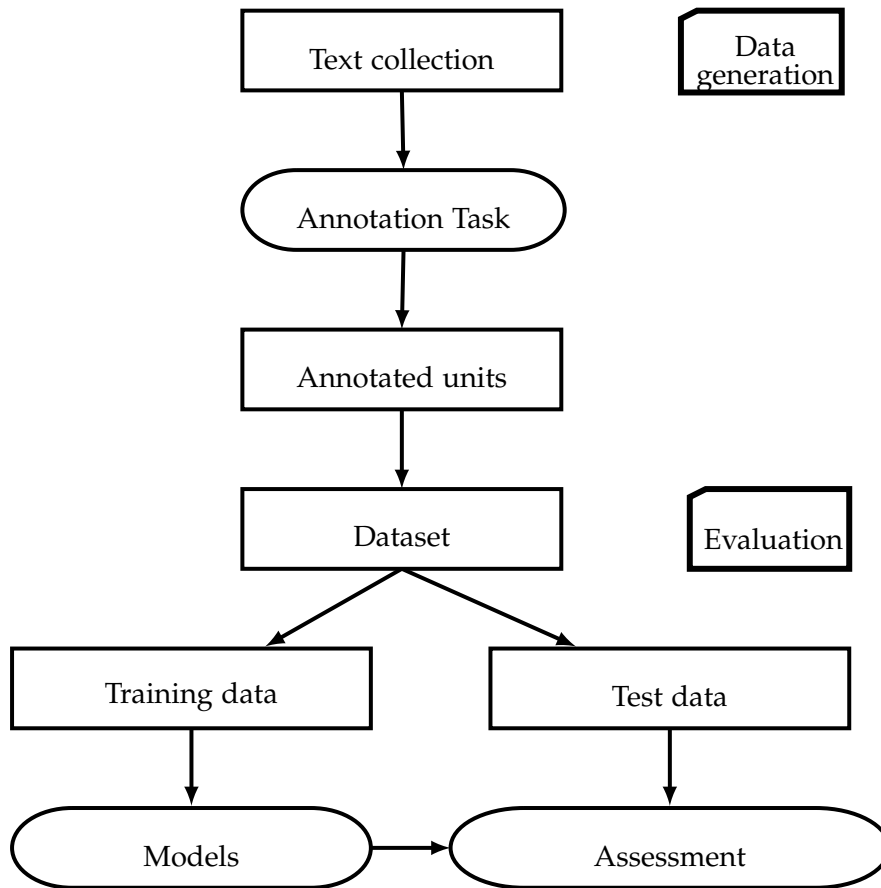 Text collection
Data
generation
Annotation Task
Annotated units
Dataset
Evaluation
Training data
Test data
Models
Assessment